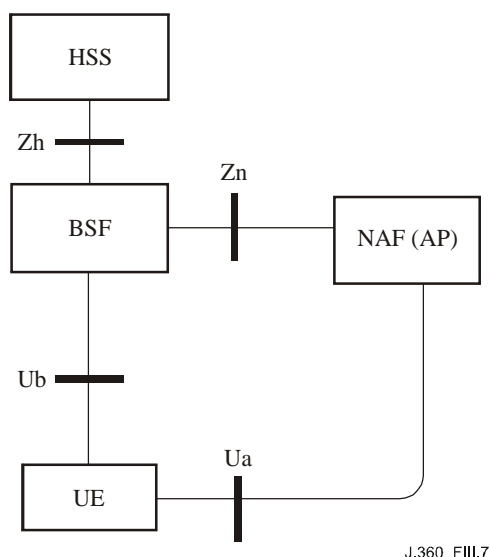 HSS
Zh
Zn
BSF
NAF (AP)
Ub
Ua
UE
J.360_FIII.7